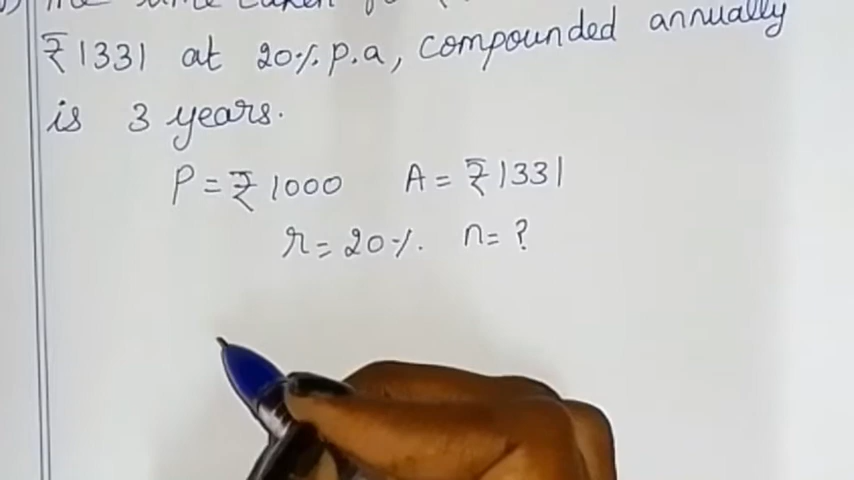 ₹1331 at 20% p.a, compounded annually
is 3 years.
P = ₹1000 A = ₹1331
r = 20% n = ?